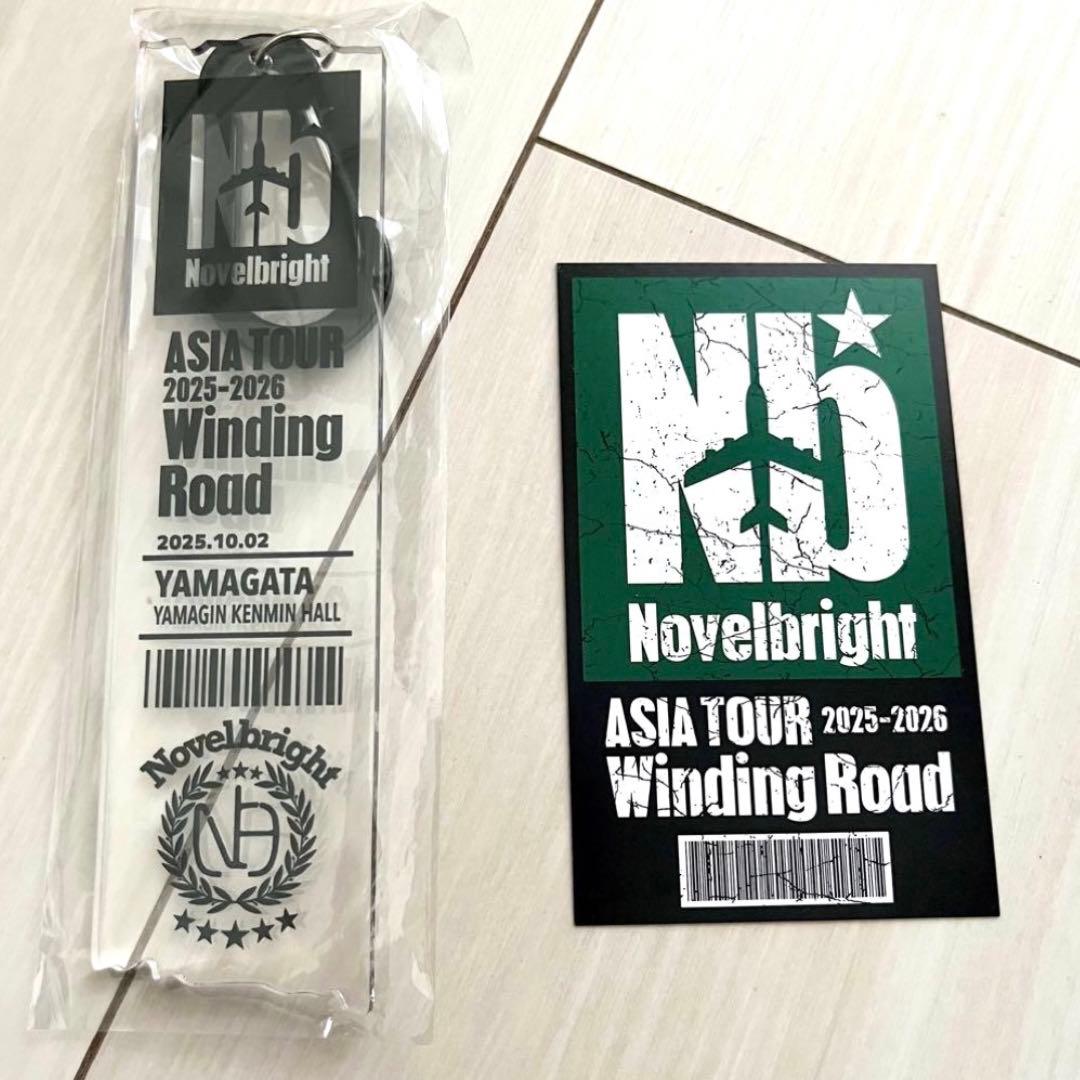 Nb
Novelbright
ASIA TOUR
2025-2026
Winding
Road
2025.10.02
YAMAGATA
YAMAGIN KENMIN HALL
Novelbright
NB
Nb
Novelbright
ASIA TOUR 2025-2026
Winding Road